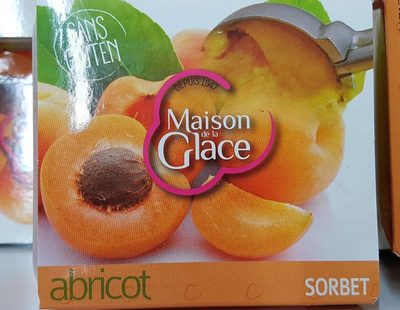 SANS
GLUTEN
DEPUIS 1947
Maison
de la
Glace
abricot
SORBET